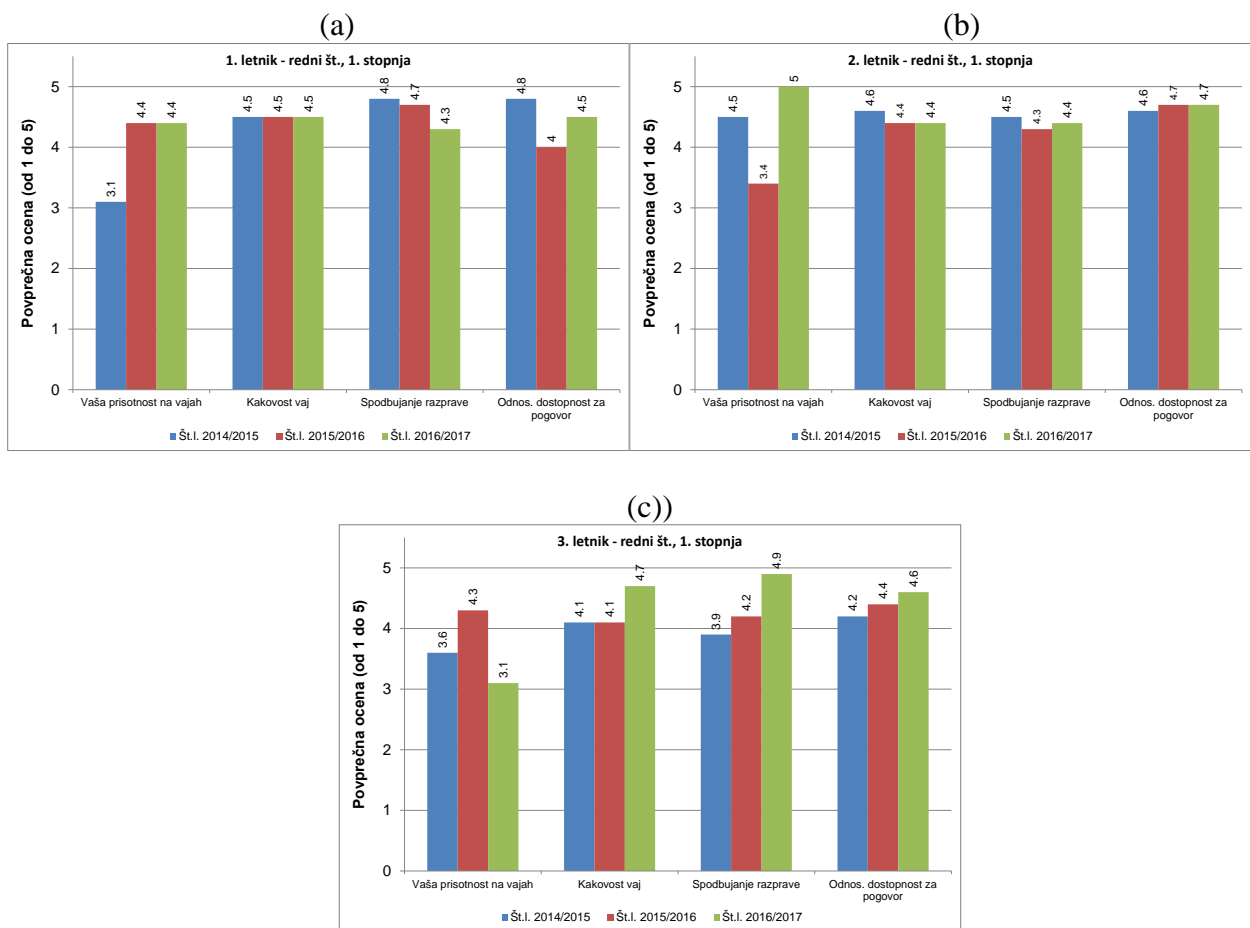 (a)
1. letnik - redni št., 1. stopnja
Povprečna ocena (od 1 do 5)
5
4
3
2
1
0
3.1
4.4
4.4
4.5
4.5
4.5
4.8
4.7
4.3
4.8
4
4.5
Vaša prisotnost na vajah
Kakovost vaj
Spodbujanje razprave
Odnos. dostopnost za
pogovor
Št.l. 2014/2015 Št.l. 2015/2016 Št.l. 2016/2017
(b)
2. letnik - redni št., 1. stopnja
Povprečna ocena (od 1 do 5)
5
4
3
2
1
0
4.5
3.4
5
4.6
4.4
4.4
4.5
4.3
4.4
4.6
4.7
4.7
Vaša prisotnost na vajah
Kakovost vaj
Spodbujanje razprave
Odnos. dostopnost za
pogovor
Št.l. 2014/2015 Št.l. 2015/2016 Št.l. 2016/2017
(c))
3. letnik - redni št., 1. stopnja
Povprečna ocena (od 1 do 5)
5
4
3
2
1
0
3.6
4.3
3.1
4.1
4.1
4.7
3.9
4.2
4.9
4.2
4.4
4.6
Vaša prisotnost na vajah
Kakovost vaj
Spodbujanje razprave
Odnos. dostopnost za
pogovor
Št.l. 2014/2015 Št.l. 2015/2016 Št.l. 2016/2017